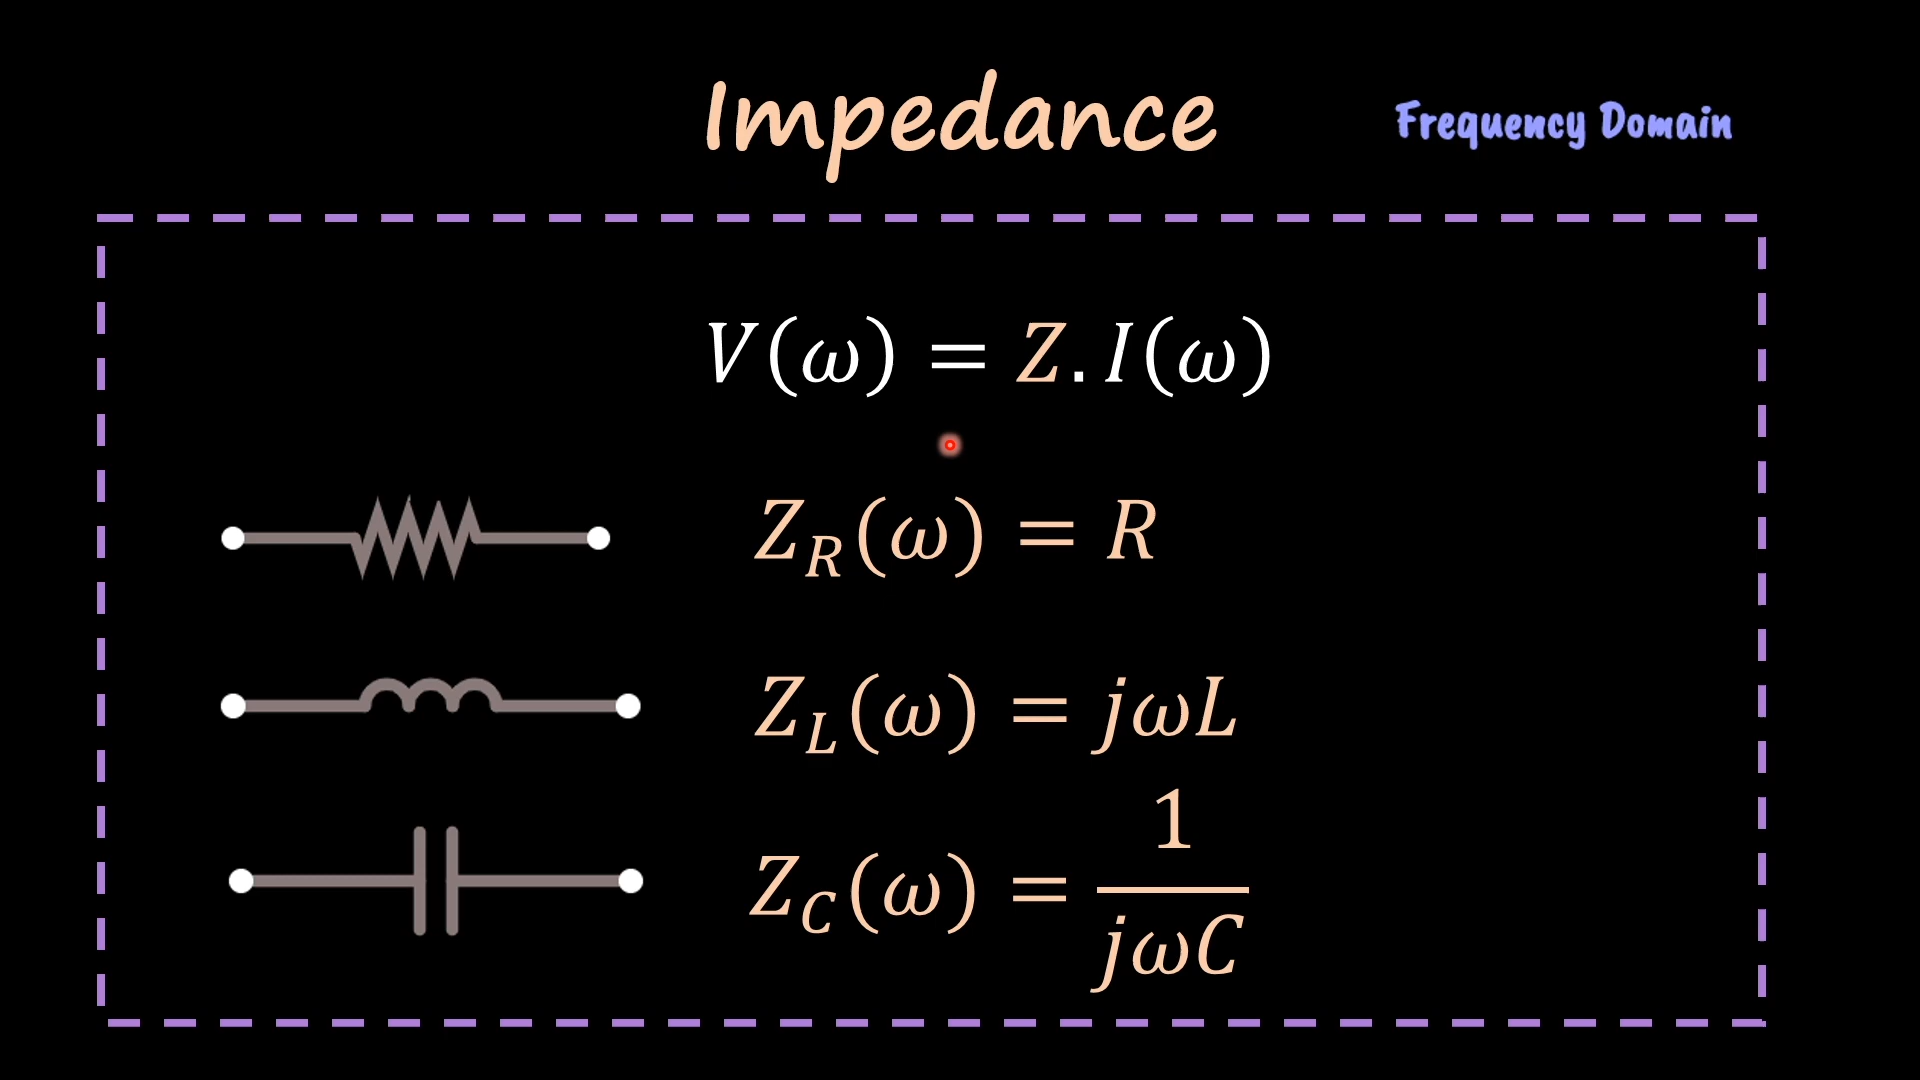 Impedance
Frequency Domain
V(ω) = Z.I(ω)
Z_R(ω) = R
Z_L(ω) = jωL
Z_C(ω) = 1/jωC